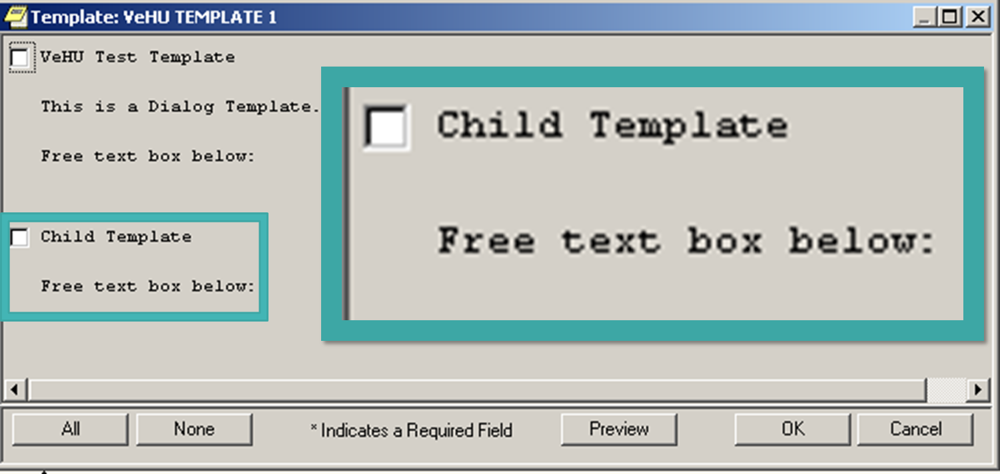 Template: VeHU TEMPLATE 1
VeHU Test Template
This is a Dialog Template.
Free text box below:
Child Template
Free text box below:
Child Template
Free text box below:
All
None
* Indicates a Required Field
Preview
OK
Cancel